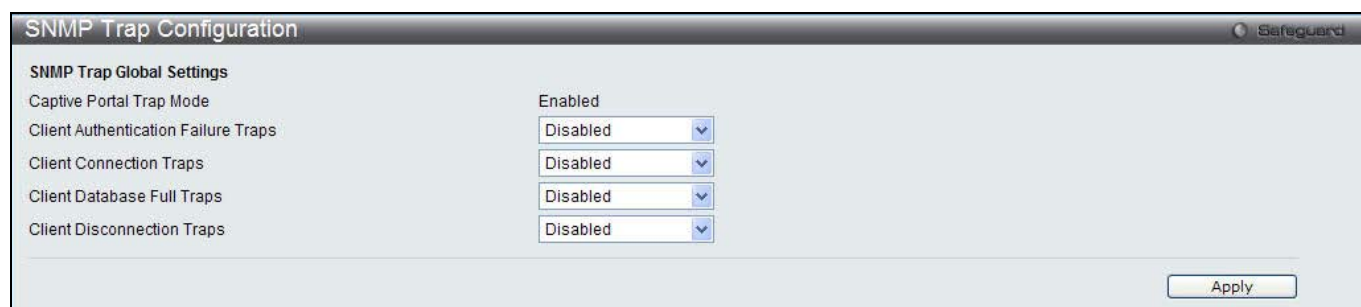 SNMP Trap Configuration
Safeguard
SNMP Trap Global Settings
Captive Portal Trap Mode Enabled
Client Authentication Failure Traps Disabled
Client Connection Traps Disabled
Client Database Full Traps Disabled
Client Disconnection Traps Disabled
Apply